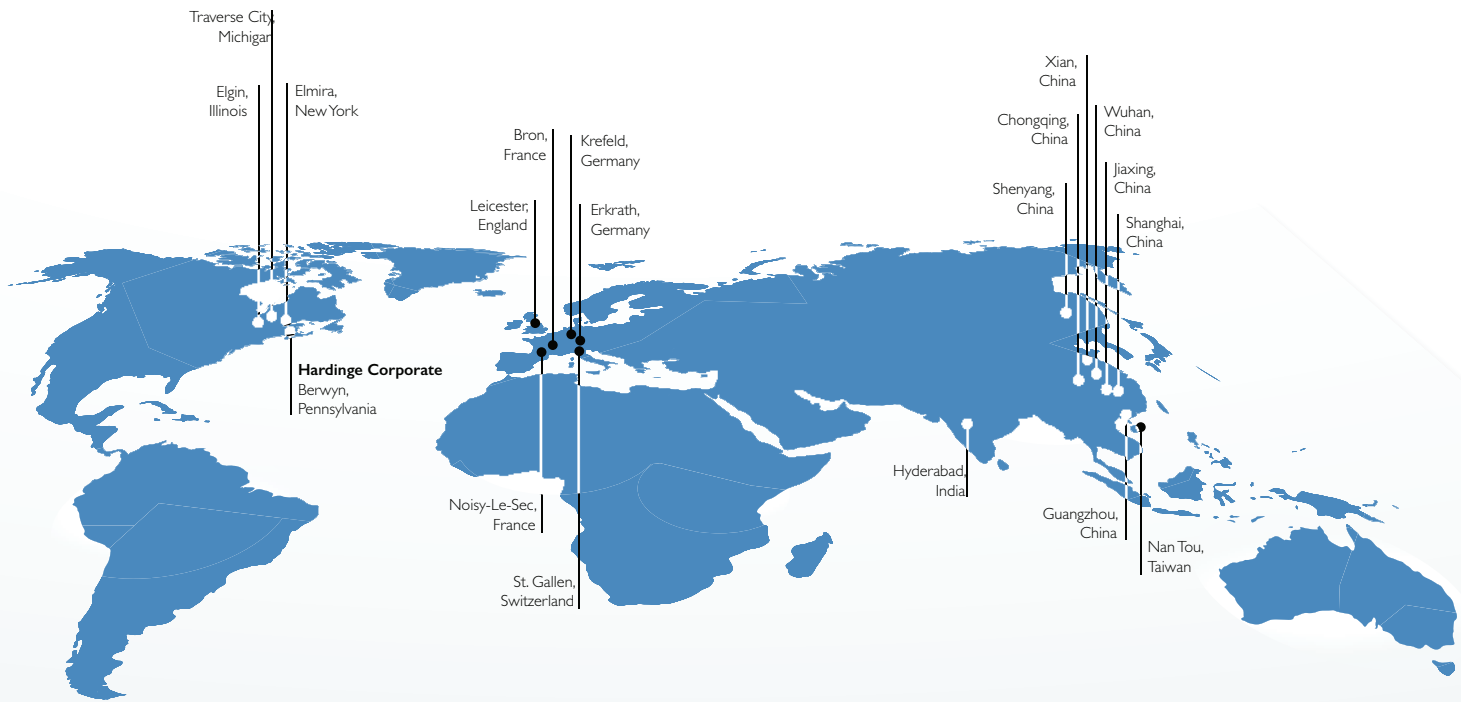 Traverse City,
Michigan
Elgin,
Illinois
Elmira,
New York
Hardinge Corporate
Berwyn,
Pennsylvania
Bron,
France
Krefeld,
Germany
Leicester,
England
Erkrath,
Germany
Noisy-Le-Sec,
France
St. Gallen,
Switzerland
Xian,
China
Chongqing,
China
Wuhan,
China
Jiaxing,
China
Shenyang,
China
Shanghai,
China
Hyderabad,
India
Guangzhou,
China
Nan Tou,
Taiwan